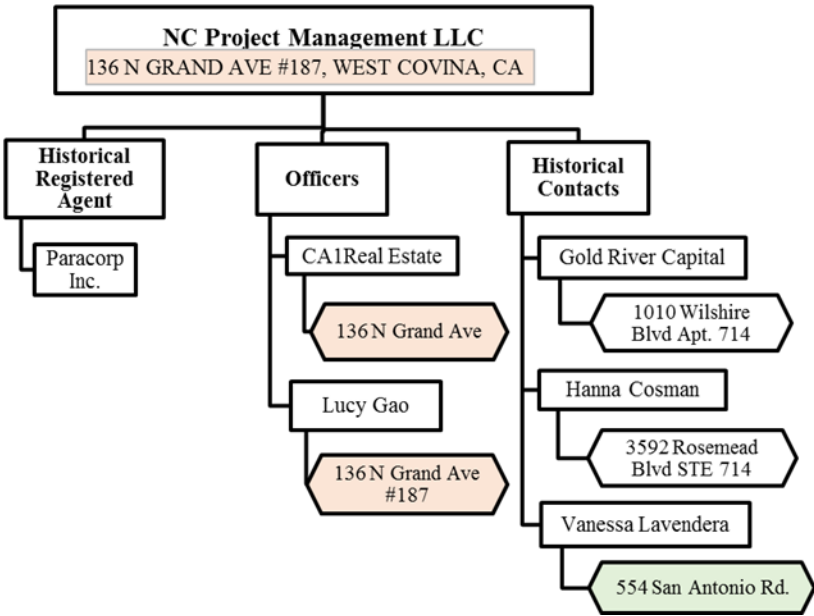 NC Project Management LLC
136 N GRAND AVE #187, WEST COVINA, CA
Historical
Registered
Agent
Paracorp
Inc.
Officers
CA1Real Estate
136 N Grand Ave
Lucy Gao
136 N Grand Ave
#187
Historical
Contacts
Gold River Capital
1010 Wilshire
Blvd Apt. 714
Hanna Cosman
3592 Rosemead
Blvd STE 714
Vanessa Lavendera
554 San Antonio Rd.